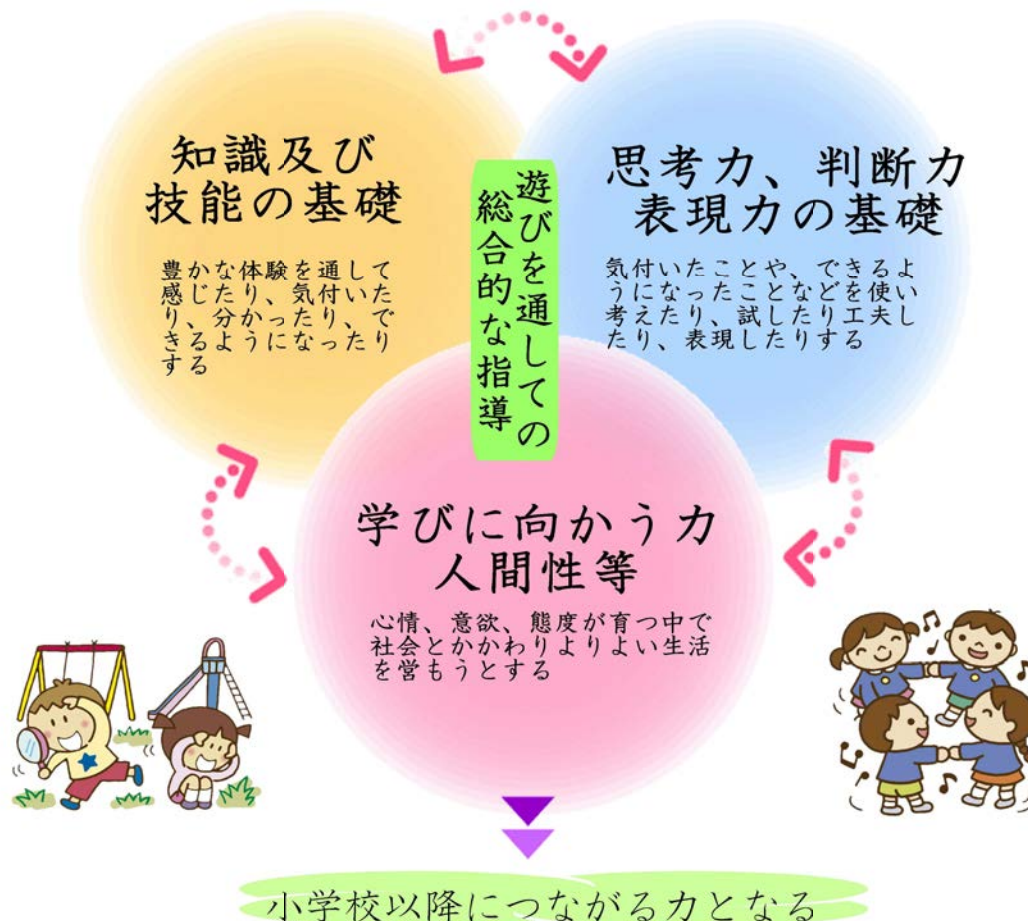 知識及び
技能の基礎
豊かな体験を通して
感じたり、気付いた
り、分かったり、で
きるようになったり
する
遊びを通しての
総合的な指導
思考力、判断力
表現力の基礎
気付いたことや、できるよ
うになったことなどを使い
考えたり、試したり工夫し
たり、表現したりする
学びに向かう力
人間性等
心情、意欲、態度が育つ中で
社会とかかわりよりよい生活
を営もうとする
小学校以降につながる力となる